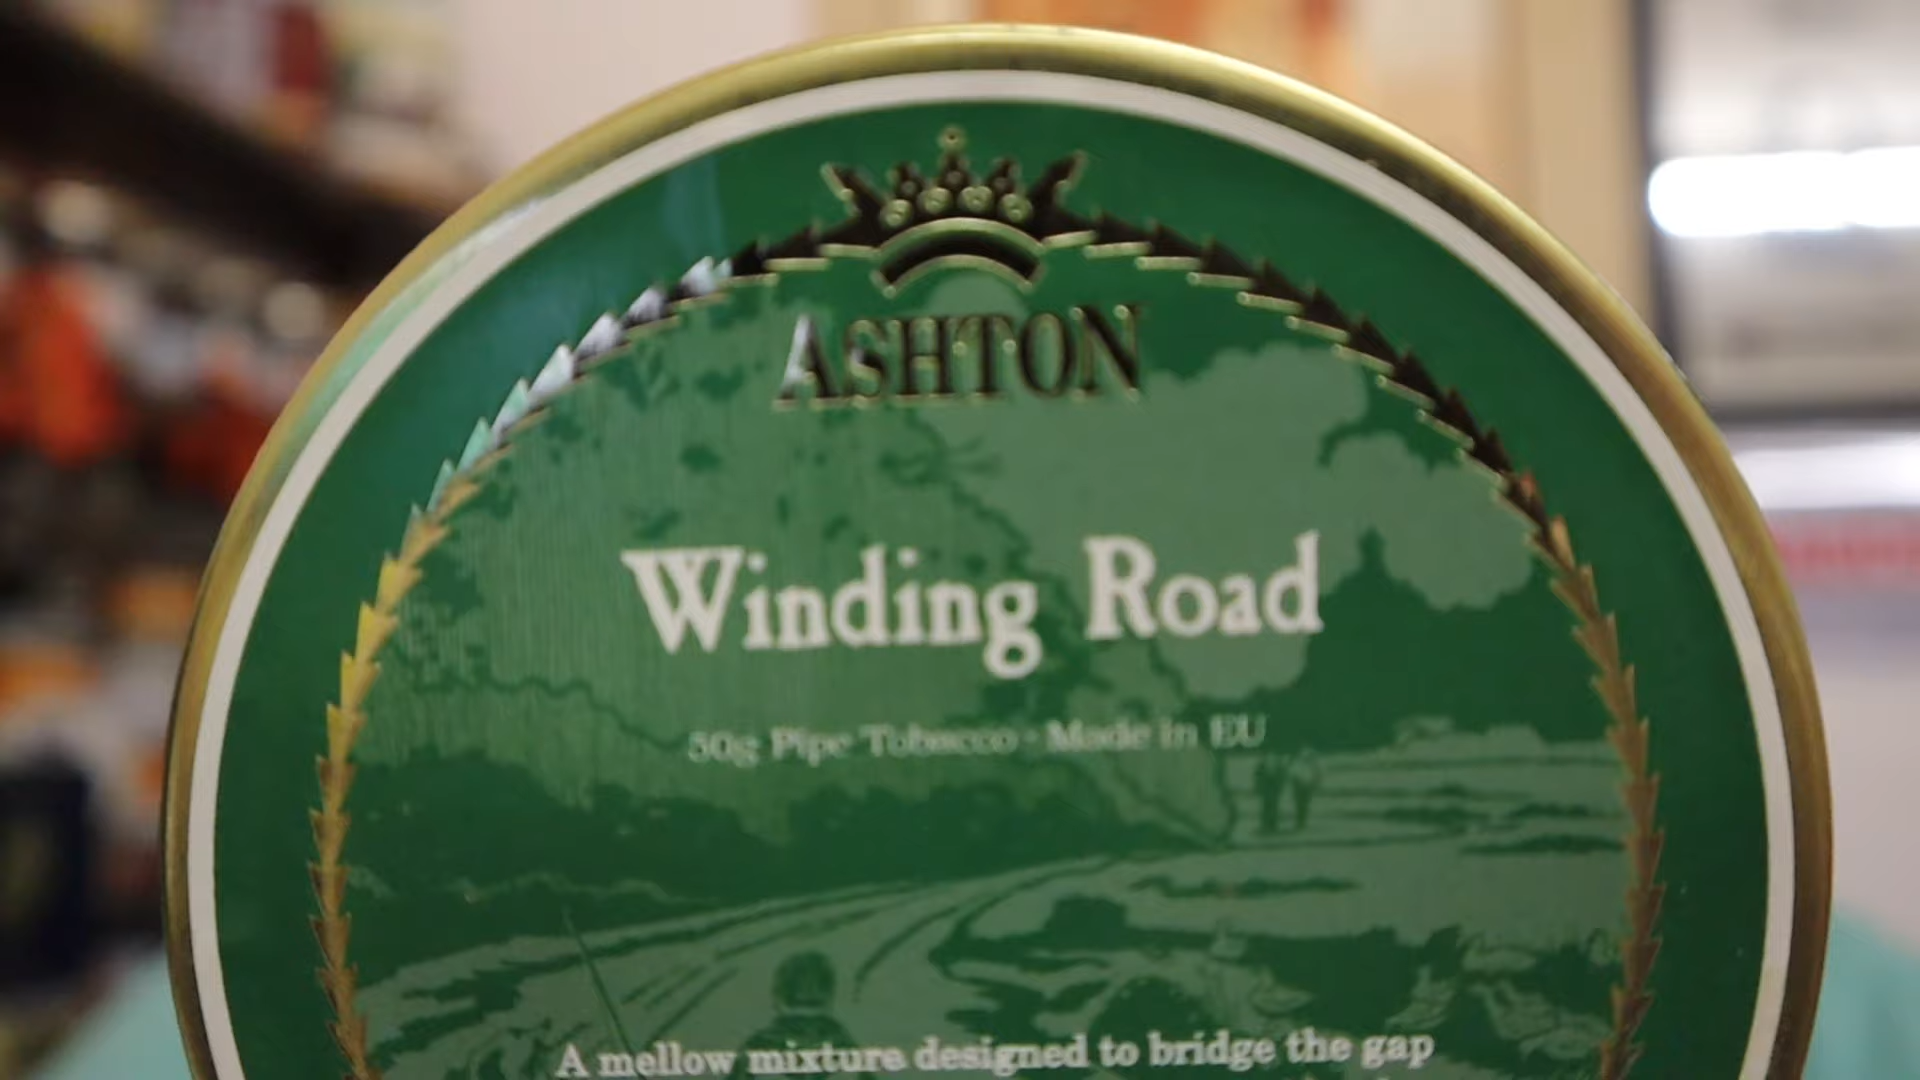 ASHTON
Winding Road
50g Pipe Tobacco · Made in EU
A mellow mixture designed to bridge the gap